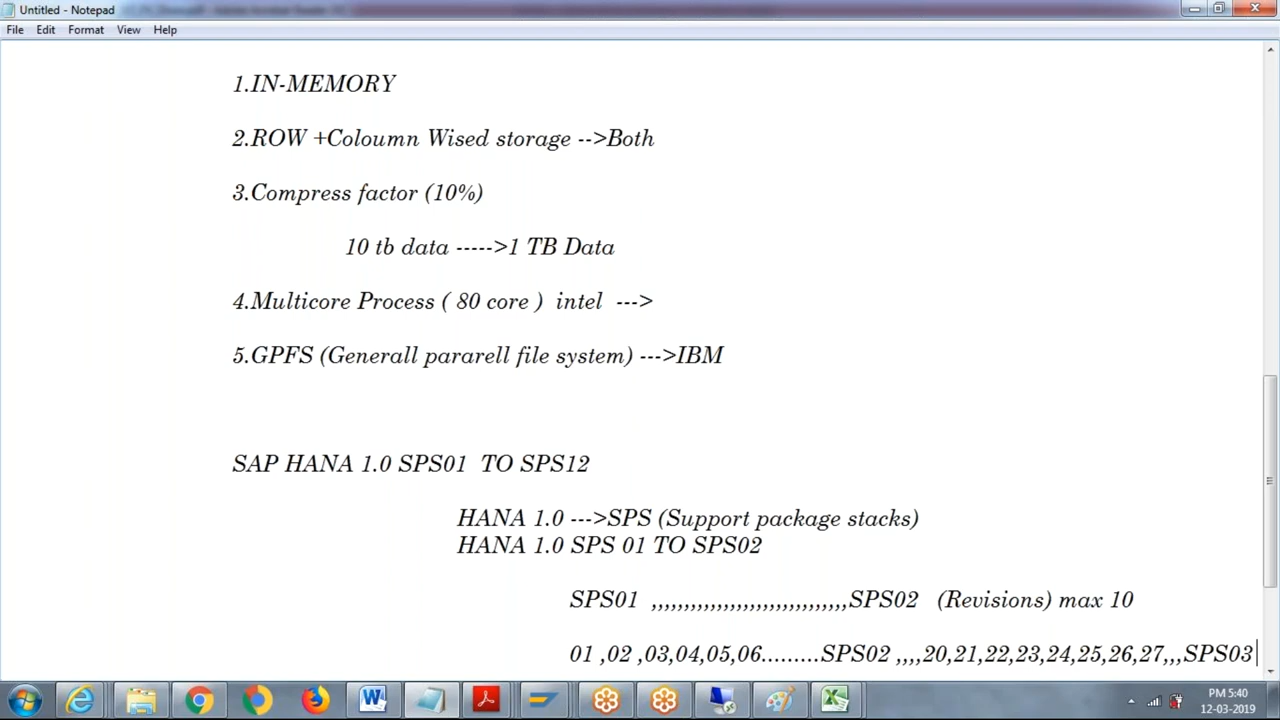 Untitled - Notepad
File Edit Format View Help
1.IN-MEMORY
2.ROW +Coloumn Wised storage -->Both
3.Compress factor (10%)
10 tb data ----->1 TB Data
4.Multicore Process ( 80 core ) intel --->
5.GPFS (Generall pararell file system) --->IBM
SAP HANA 1.0 SPS01 TO SPS12
HANA 1.0 --->SPS (Support package stacks)
HANA 1.0 SPS 01 TO SPS02
SPS01 ,,,,,,,,,,,,,,,,,,,,,,,,,,,,,,SPS02 (Revisions) max 10
01 ,02 ,03,04,05,06.........SPS02 ,,,,20,21,22,23,24,25,26,27,,,SPS03
PM 5:40
12-03-2019